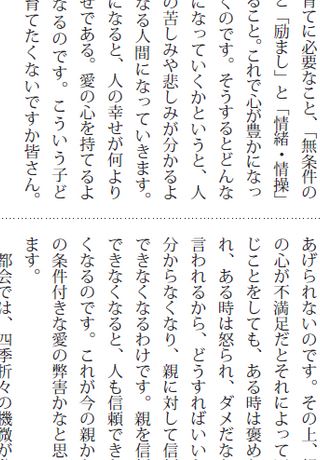 育てに必要なこと、「無条件の
と「励まし」と「情緒・情操」
ること。これで心が豊かになっ
くのです。そうするとどんな
になっていくかというと、人
の苦しみや悲しみが分かるよ
なる人間になっていきます。
になると、人の幸せが何より
せである。愛の心を持てるよ
なるのです。こういう子ど
育てたくないですか皆さん。
あげられないのです。その上、
の心が不満足だとそれによって
じことをしても、ある時は褒め
れ、ある時は怒られ、ダメだな
言われるから、どうすればいい
分からなくなり、親に対して信
できなくなるわけです。親を信
できなくなると、人も信頼でき
くなるのです。これが今の親か
の条件付きな愛の弊害かなと思
ます。
都会では、四季折々の機微が